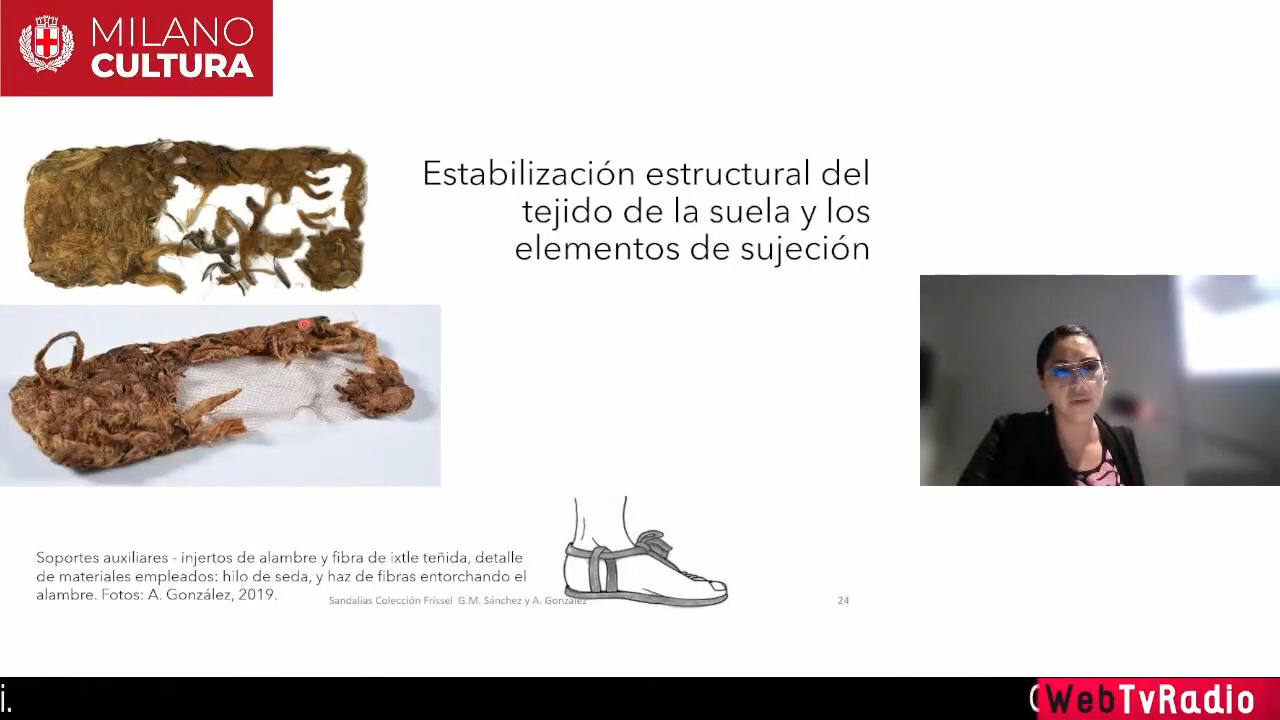 MILANO
CULTURA
Estabilización estructural del
tejido de la suela y los
elementos de sujeción
Soportes auxiliares - injertos de alambre y fibra de ixtle teñida, detalle
de materiales empleados: hilo de seda, y haz de fibras entorchando el
alambre. Fotos: A. González, 2019.
Sandalías Colección Frissel G.M. Sánchez y A. González
24
i.
WebTvRadio